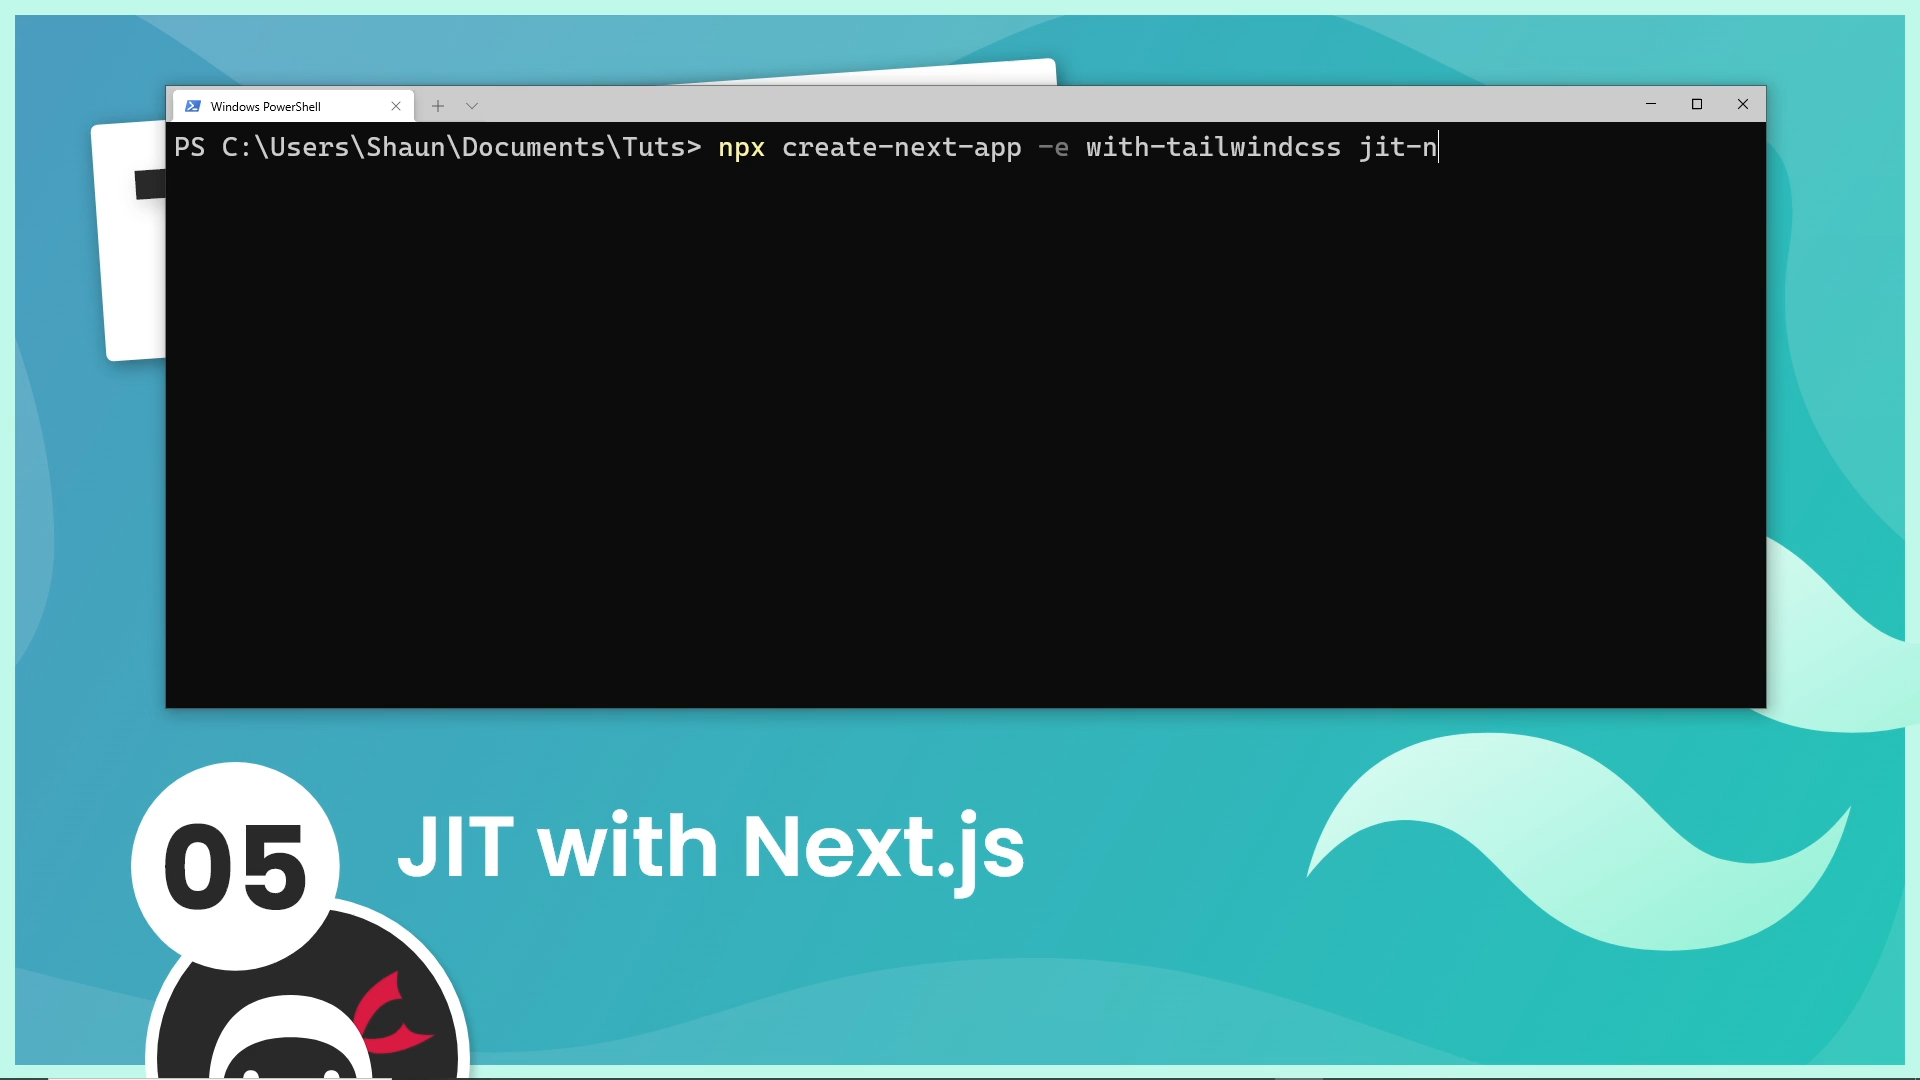 Windows PowerShell
PS C:\Users\Shaun\Documents\Tuts> npx create-next-app -e with-tailwindcss jit-n
05
JIT with Next.js